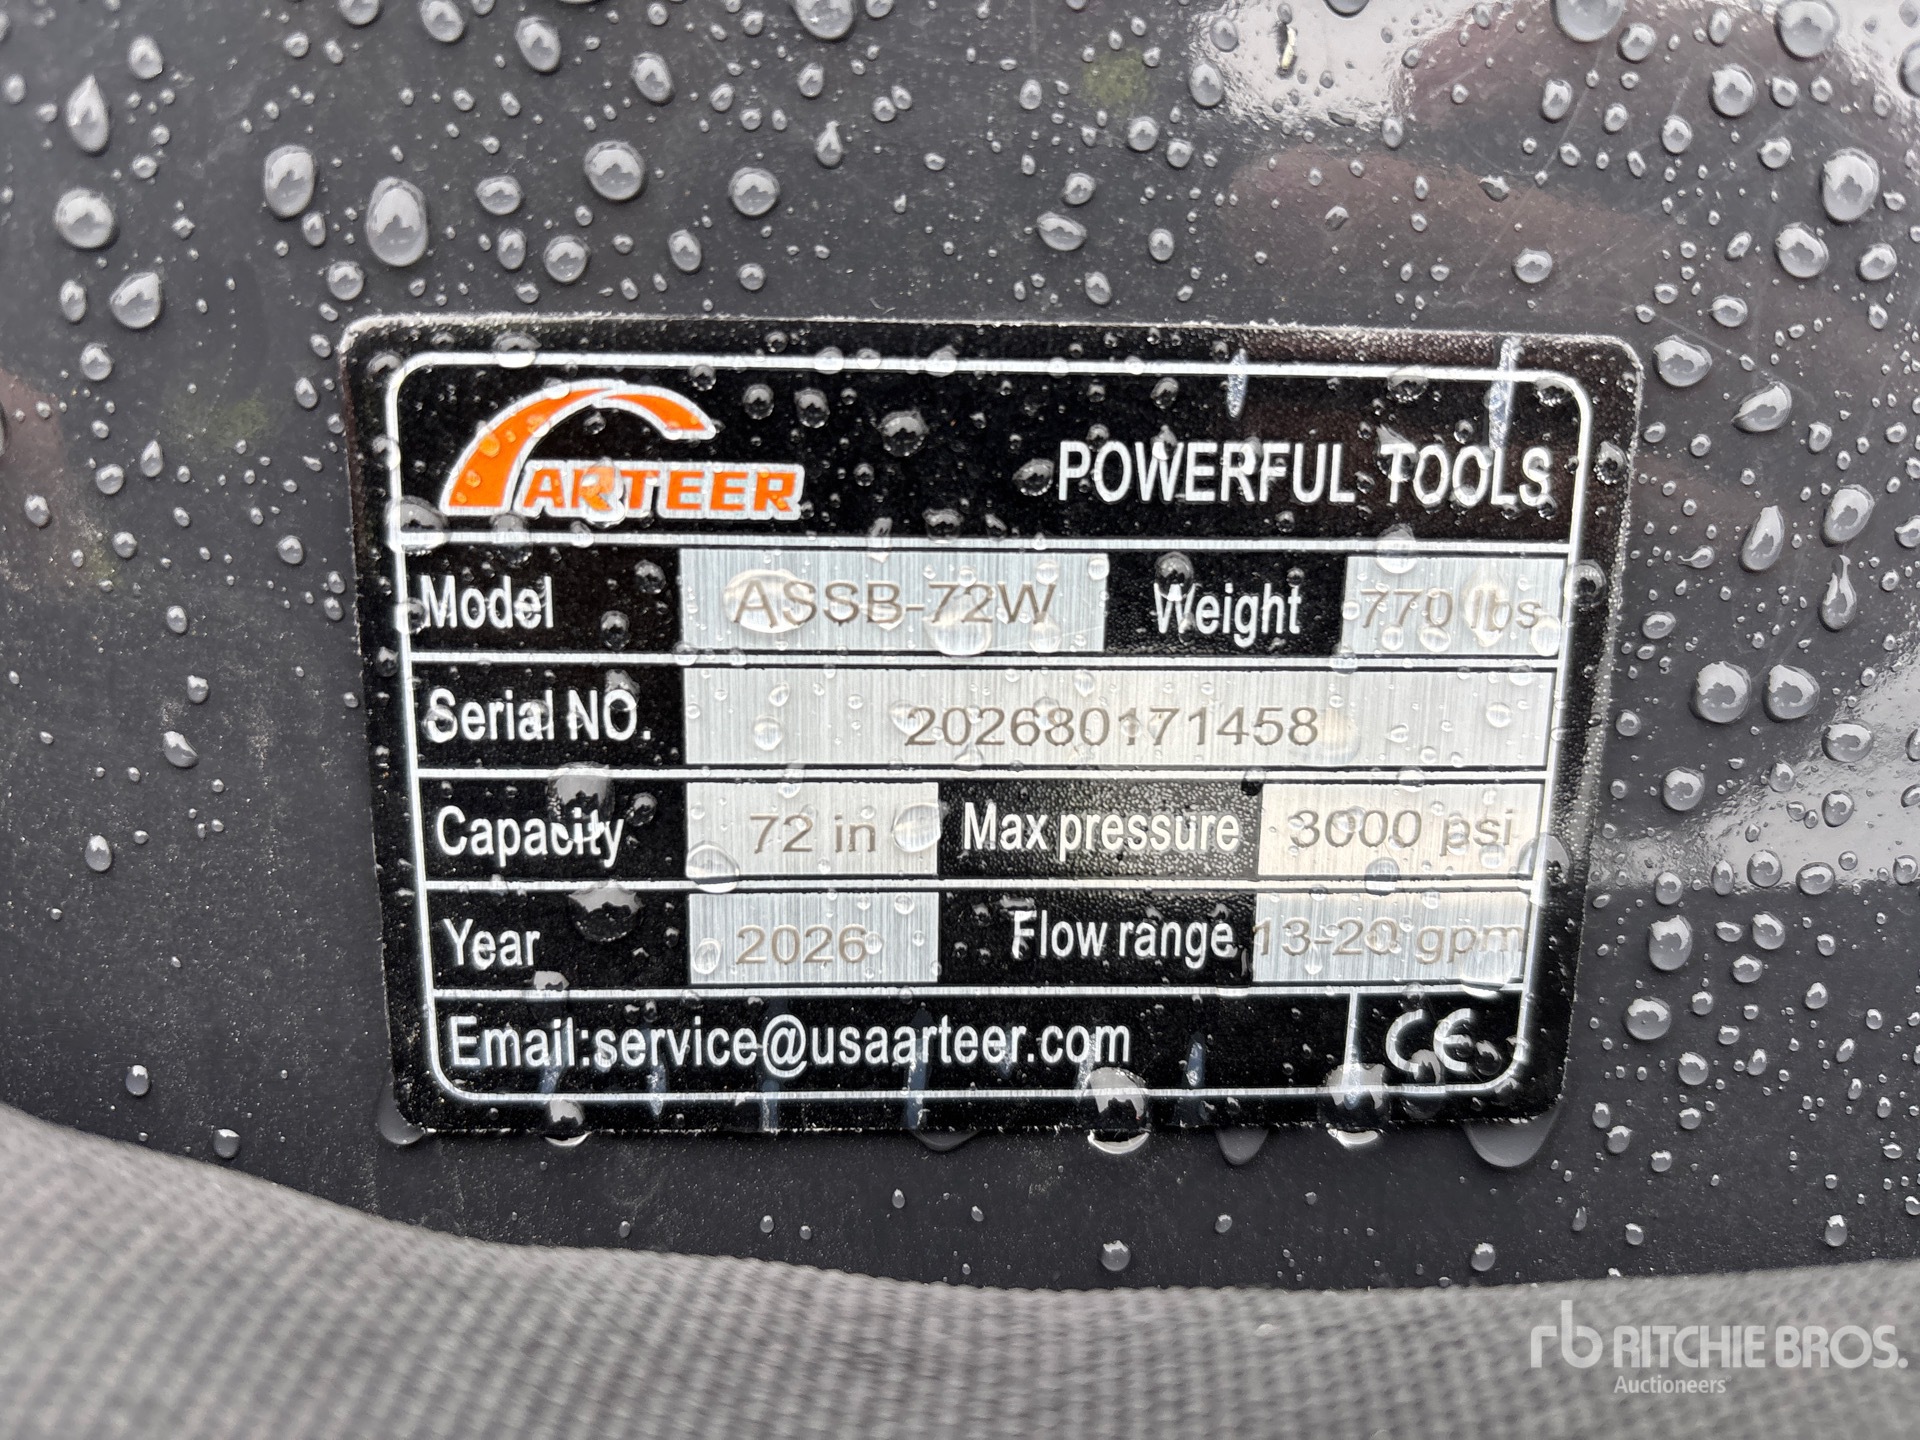 ARTEER
POWERFUL TOOLS
Model ASSB-72W Weight 770 lbs
Serial NO. 202680171458
Capacity 72 in Max pressure 3000 psi
Year 2026 Flow range 13-20 gpm
Email:service@usaarteer.com CE
rb RITCHIE BROS.
Auctioneers